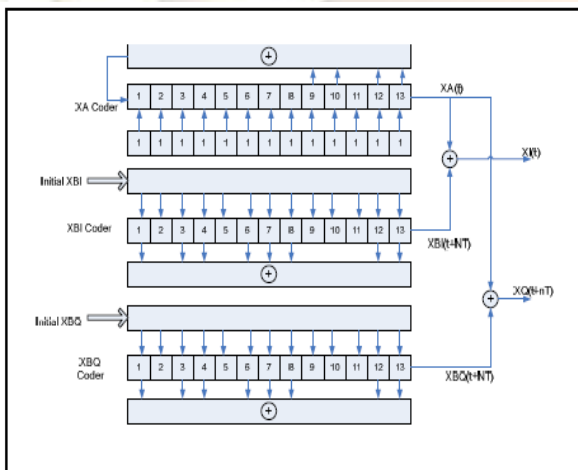 +
XA(t)
1 2 3 4 5 6 7 8 9 10 11 12 13
XA Coder
1 1 1 1 1 1 1 1 1 1 1 1 1
XI(t)
+
Initial XBI
XBI Coder
1 2 3 4 5 6 7 8 9 10 11 12 13
XBI(t+NT)
+
XQ(t+nT)
+
Initial XBQ
XBQ
Coder
1 2 3 4 5 6 7 8 9 10 11 12 13
XBQ(t+NT)
+